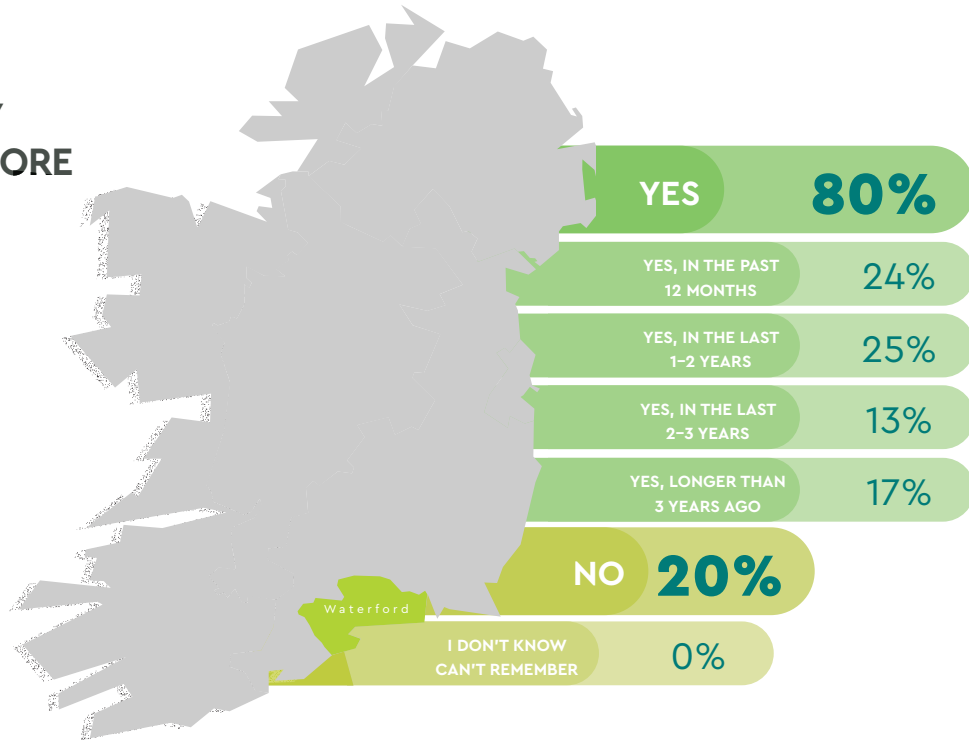 ORE
YES 80%
YES, IN THE PAST
12 MONTHS
24%
YES, IN THE LAST
1-2 YEARS
25%
YES, IN THE LAST
2-3 YEARS
13%
YES, LONGER THAN
3 YEARS AGO
17%
NO 20%
Waterford
I DON'T KNOW
CAN'T REMEMBER
0%